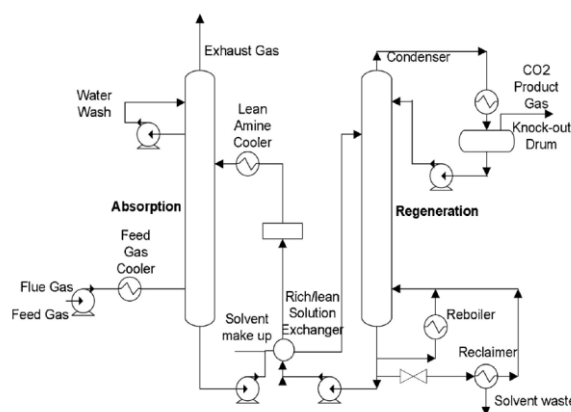 Exhaust Gas
Condenser
CO2
Product
Gas
Knock-out
Drum
Water
Wash
Lean
Amine
Cooler
Absorption
Regeneration
Feed
Gas
Cooler
Flue Gas
Feed Gas
Solvent
make up
Rich/lean
Solution
Exchanger
Reboiler
Reclaimer
Solvent waste